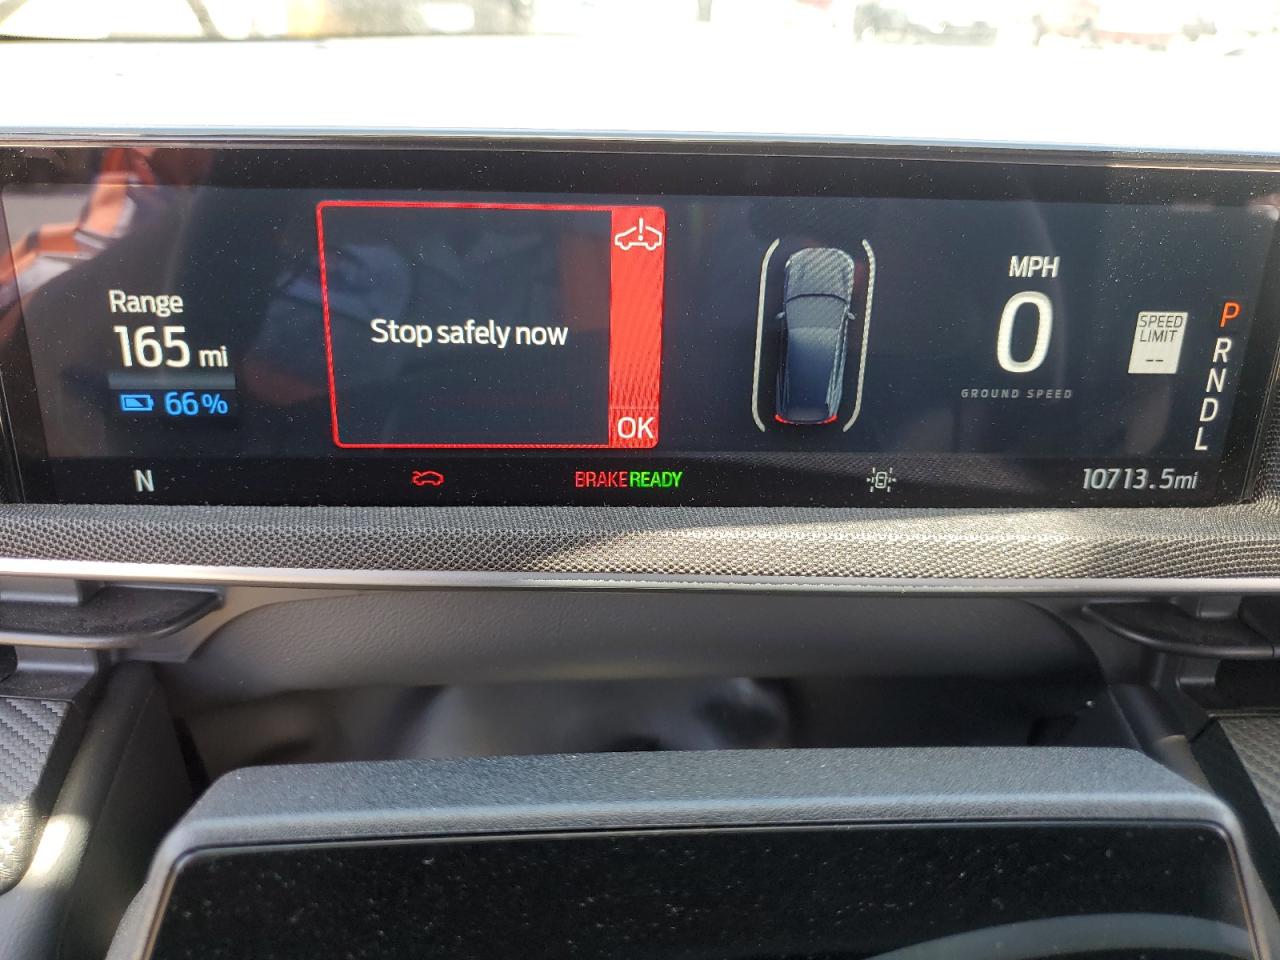 Range
165 mi
66%
Stop safely now
OK
MPH
0
GROUND SPEED
SPEED
LIMIT
--
P
R
N
D
L
N
BRAKE READY
10713.5mi